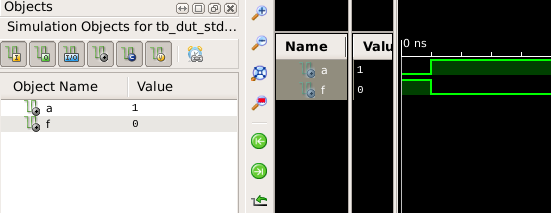 Objects
Simulation Objects for tb_dut_std...
I O I/O C U
Object Name Value
a 1
f 0
Name Valu
a 1
f 0
0 ns